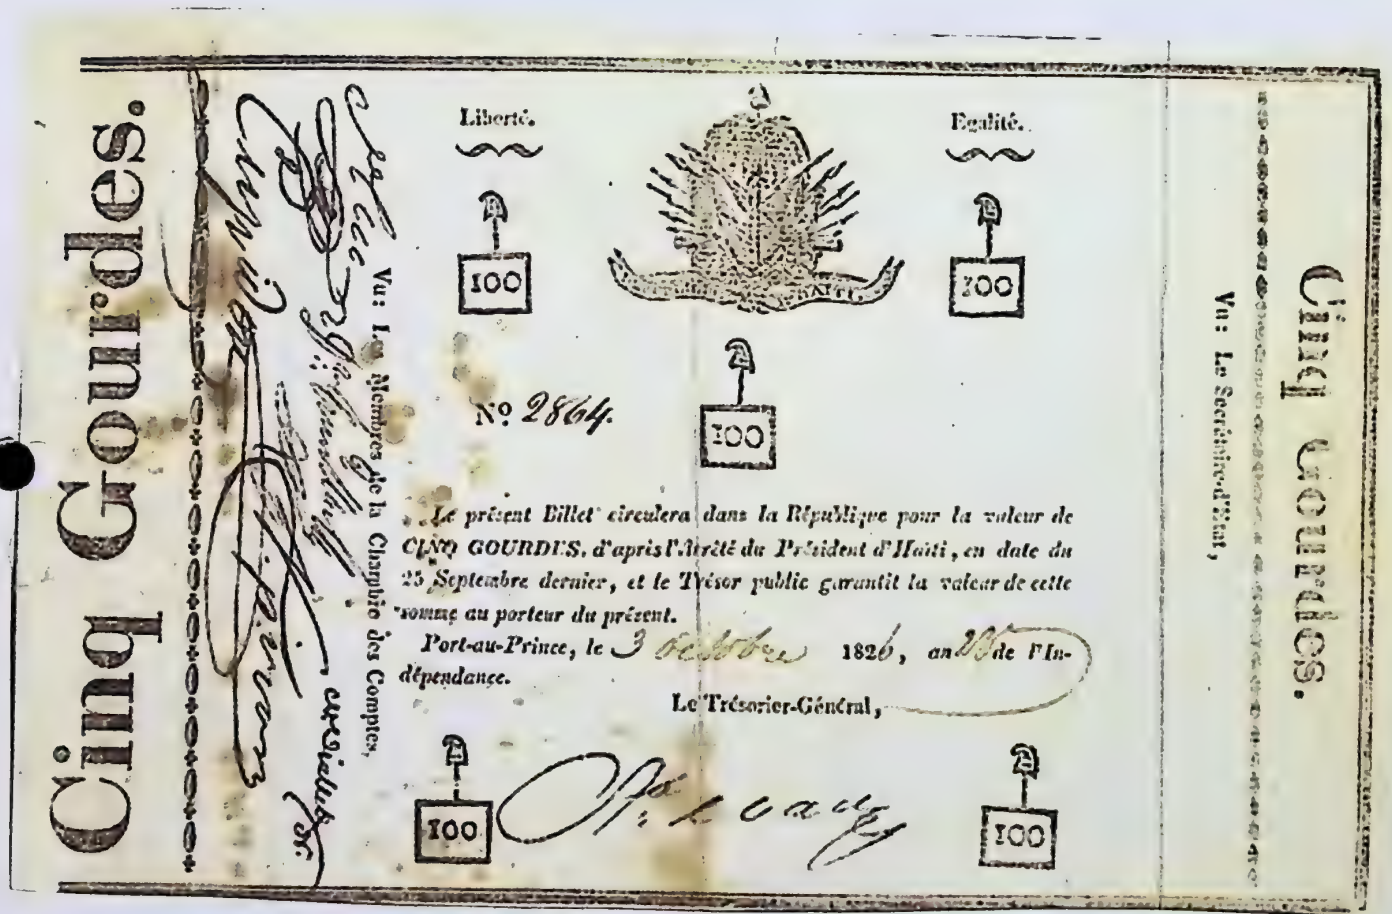 Cinq Gourdes.
Vu: Les Membres de la Chambre des Comptes,
Liberté.
Egalité.
100
100
100
Nº 2864.
Le présent Billet circulera dans la République pour la valeur de
CINQ GOURDES, d'après l'Arrêté du Président d'Haïti, en date du
25 Septembre dernier, et le Trésor public garantit la valeur de cette
somme au porteur du présent.
Port-au-Prince, le 3 octobre 1826, an de l'In-
dépendance.
Le Trésorier-Général,
100
100
Vu: Le Secrétaire-d'Etat,
Cinq Gourdes.